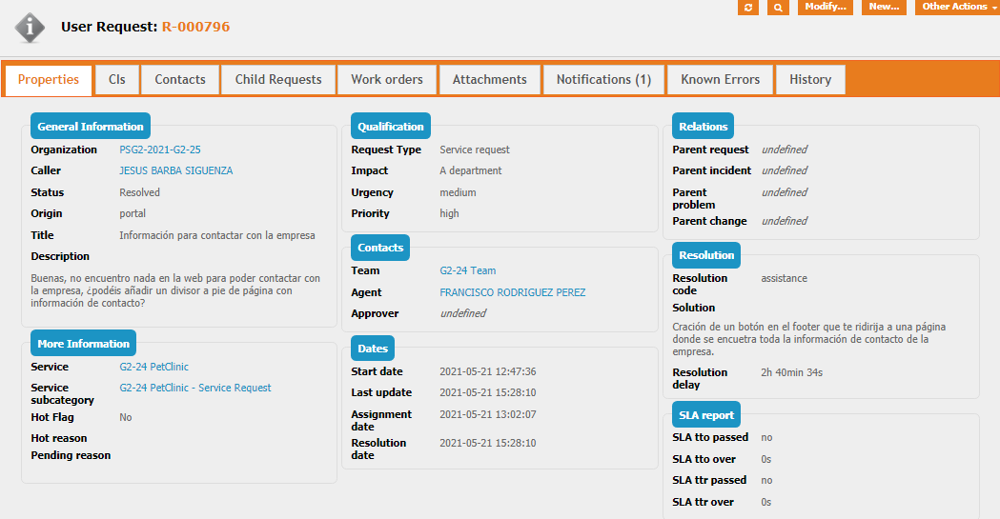 User Request: R-000796
Modify...
New...
Other Actions
Properties
CIs
Contacts
Child Requests
Work orders
Attachments
Notifications (1)
Known Errors
History
General Information
Organization PSG2-2021-G2-25
Caller JESUS BARBA SIGUENZA
Status Resolved
Origin portal
Title Información para contactar con la empresa
Description
Buenas, no encuentro nada en la web para poder contactar con
la empresa, ¿podéis añadir un divisor a pie de página con
información de contacto?
More Information
Service G2-24 PetClinic
Service G2-24 PetClinic - Service Request
subcategory
Hot Flag No
Hot reason
Pending reason
Qualification
Request Type Service request
Impact A department
Urgency medium
Priority high
Contacts
Team G2-24 Team
Agent FRANCISCO RODRIGUEZ PEREZ
Approver undefined
Dates
Start date 2021-05-21 12:47:36
Last update 2021-05-21 15:28:10
Assignment 2021-05-21 13:02:07
date
Resolution 2021-05-21 15:28:10
date
Relations
Parent request undefined
Parent incident undefined
Parent undefined
problem
Parent change undefined
Resolution
Resolution assistance
code
Solution
Cración de un botón en el footer que te ridirija a una página
donde se encuetra toda la información de contacto de la
empresa.
Resolution 2h 40min 34s
delay
SLA report
SLA tto passed no
SLA tto over 0s
SLA ttr passed no
SLA ttr over 0s